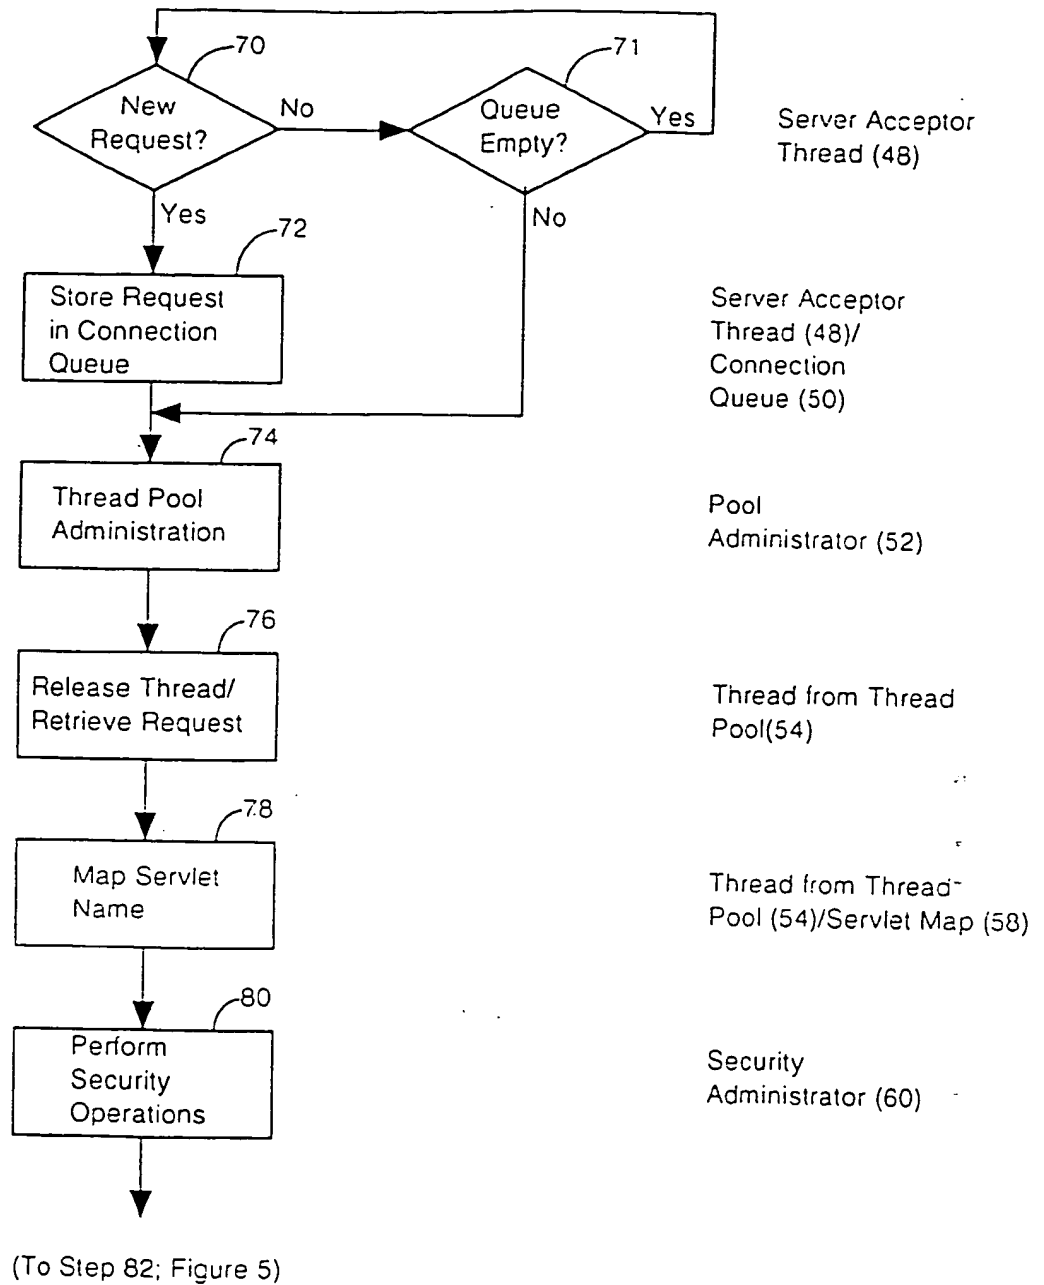 70
71
New
Request?
No
Queue
Empty?
Yes
Server Acceptor
Thread (48)
Yes
No
72
Store Request
in Connection
Queue
Server Acceptor
Thread (48)/
Connection
Queue (50)
74
Thread Pool
Administration
Pool
Administrator (52)
76
Release Thread/
Retrieve Request
Thread from Thread
Pool(54)
78
Map Servlet
Name
Thread from Thread
Pool (54)/Servlet Map (58)
80
Perform
Security
Operations
Security
Administrator (60)
(To Step 82; Figure 5)